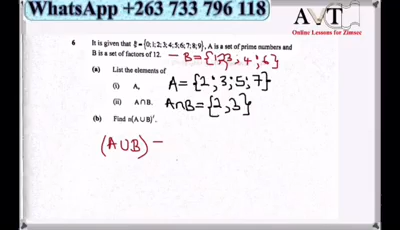 WhatsApp +263 733 796 118
AVT
Online Lessons for Zimsec
6 It is given that ξ = {0;1;2;3;4;5;6;7;8;9}, A is a set of prime numbers and
B is a set of factors of 12. – B = {1,2,3, 4; 6}
(a) List the elements of
(i) A, A = {2; 3; 5; 7}
(ii) A∩B. A∩B = {2, 3}
(b) Find n(A ∪ B)'.
(A∪B) –